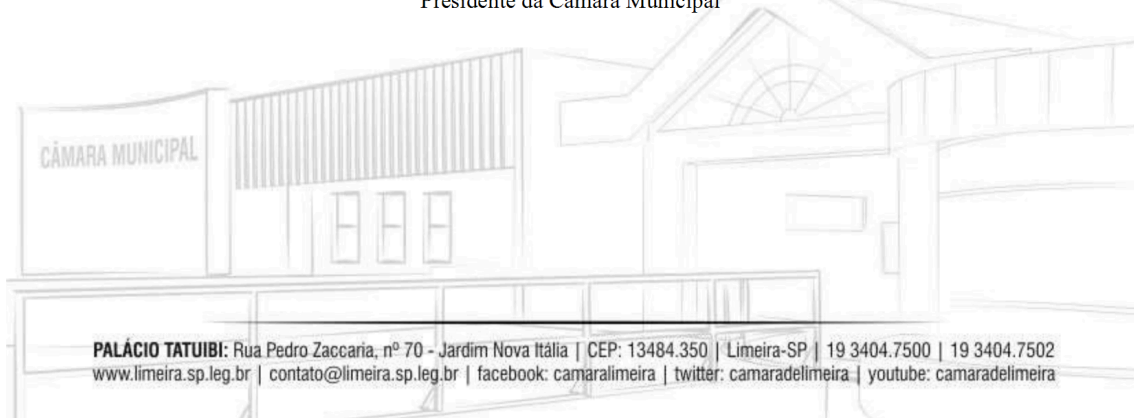 Presidente da Câmara Municipal
CÂMARA MUNICIPAL
PALÁCIO TATUIBI: Rua Pedro Zaccaria, nº 70 - Jardim Nova Itália | CEP: 13484.350 | Limeira-SP | 19 3404.7500 | 19 3404.7502
www.limeira.sp.leg.br | contato@limeira.sp.leg.br | facebook: camaralimeira | twitter: camaradelimeira | youtube: camaradelimeira